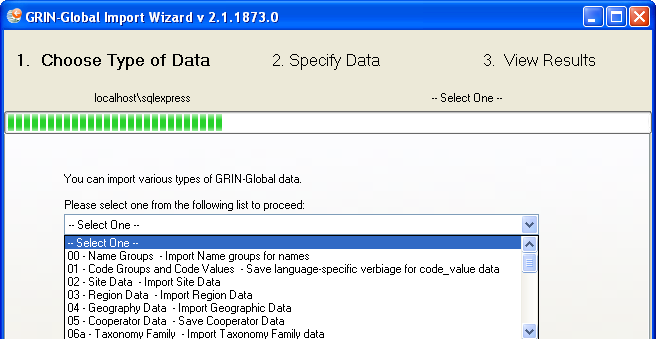 GRIN-Global Import Wizard v 2.1.1873.0
1. Choose Type of Data 2. Specify Data 3. View Results
localhost\sqlexpress -- Select One --
You can import various types of GRIN-Global data.
Please select one from the following list to proceed:
-- Select One --
-- Select One --
00 - Name Groups - Import Name groups for names
01 - Code Groups and Code Values - Save language-specific verbiage for code_value data
02 - Site Data - Import Site Data
03 - Region Data - Import Region Data
04 - Geography Data - Import Geographic Data
05 - Cooperator Data - Save Cooperator Data
06a - Taxonomy Family - Import Taxonomy Family data